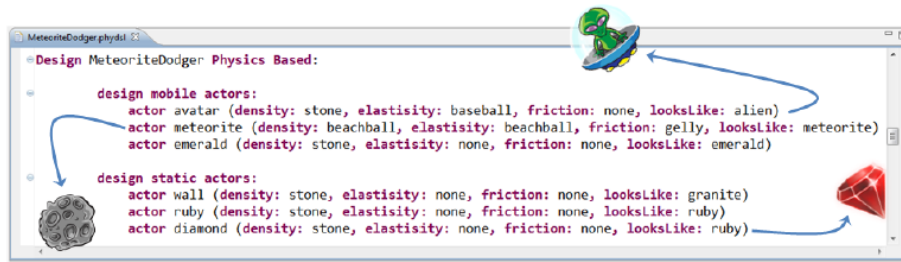 MeteoriteDodger.phydsl
Design MeteoriteDodger Physics Based:
design mobile actors:
actor avatar (density: stone, elastisity: baseball, friction: none, looksLike: alien)
actor meteorite (density: beachball, elastisity: beachball, friction: gelly, looksLike: meteorite)
actor emerald (density: stone, elastisity: none, friction: none, looksLike: emerald)
design static actors:
actor wall (density: stone, elastisity: none, friction: none, looksLike: granite)
actor ruby (density: stone, elastisity: none, friction: none, looksLike: ruby)
actor diamond (density: stone, elastisity: none, friction: none, looksLike: ruby)